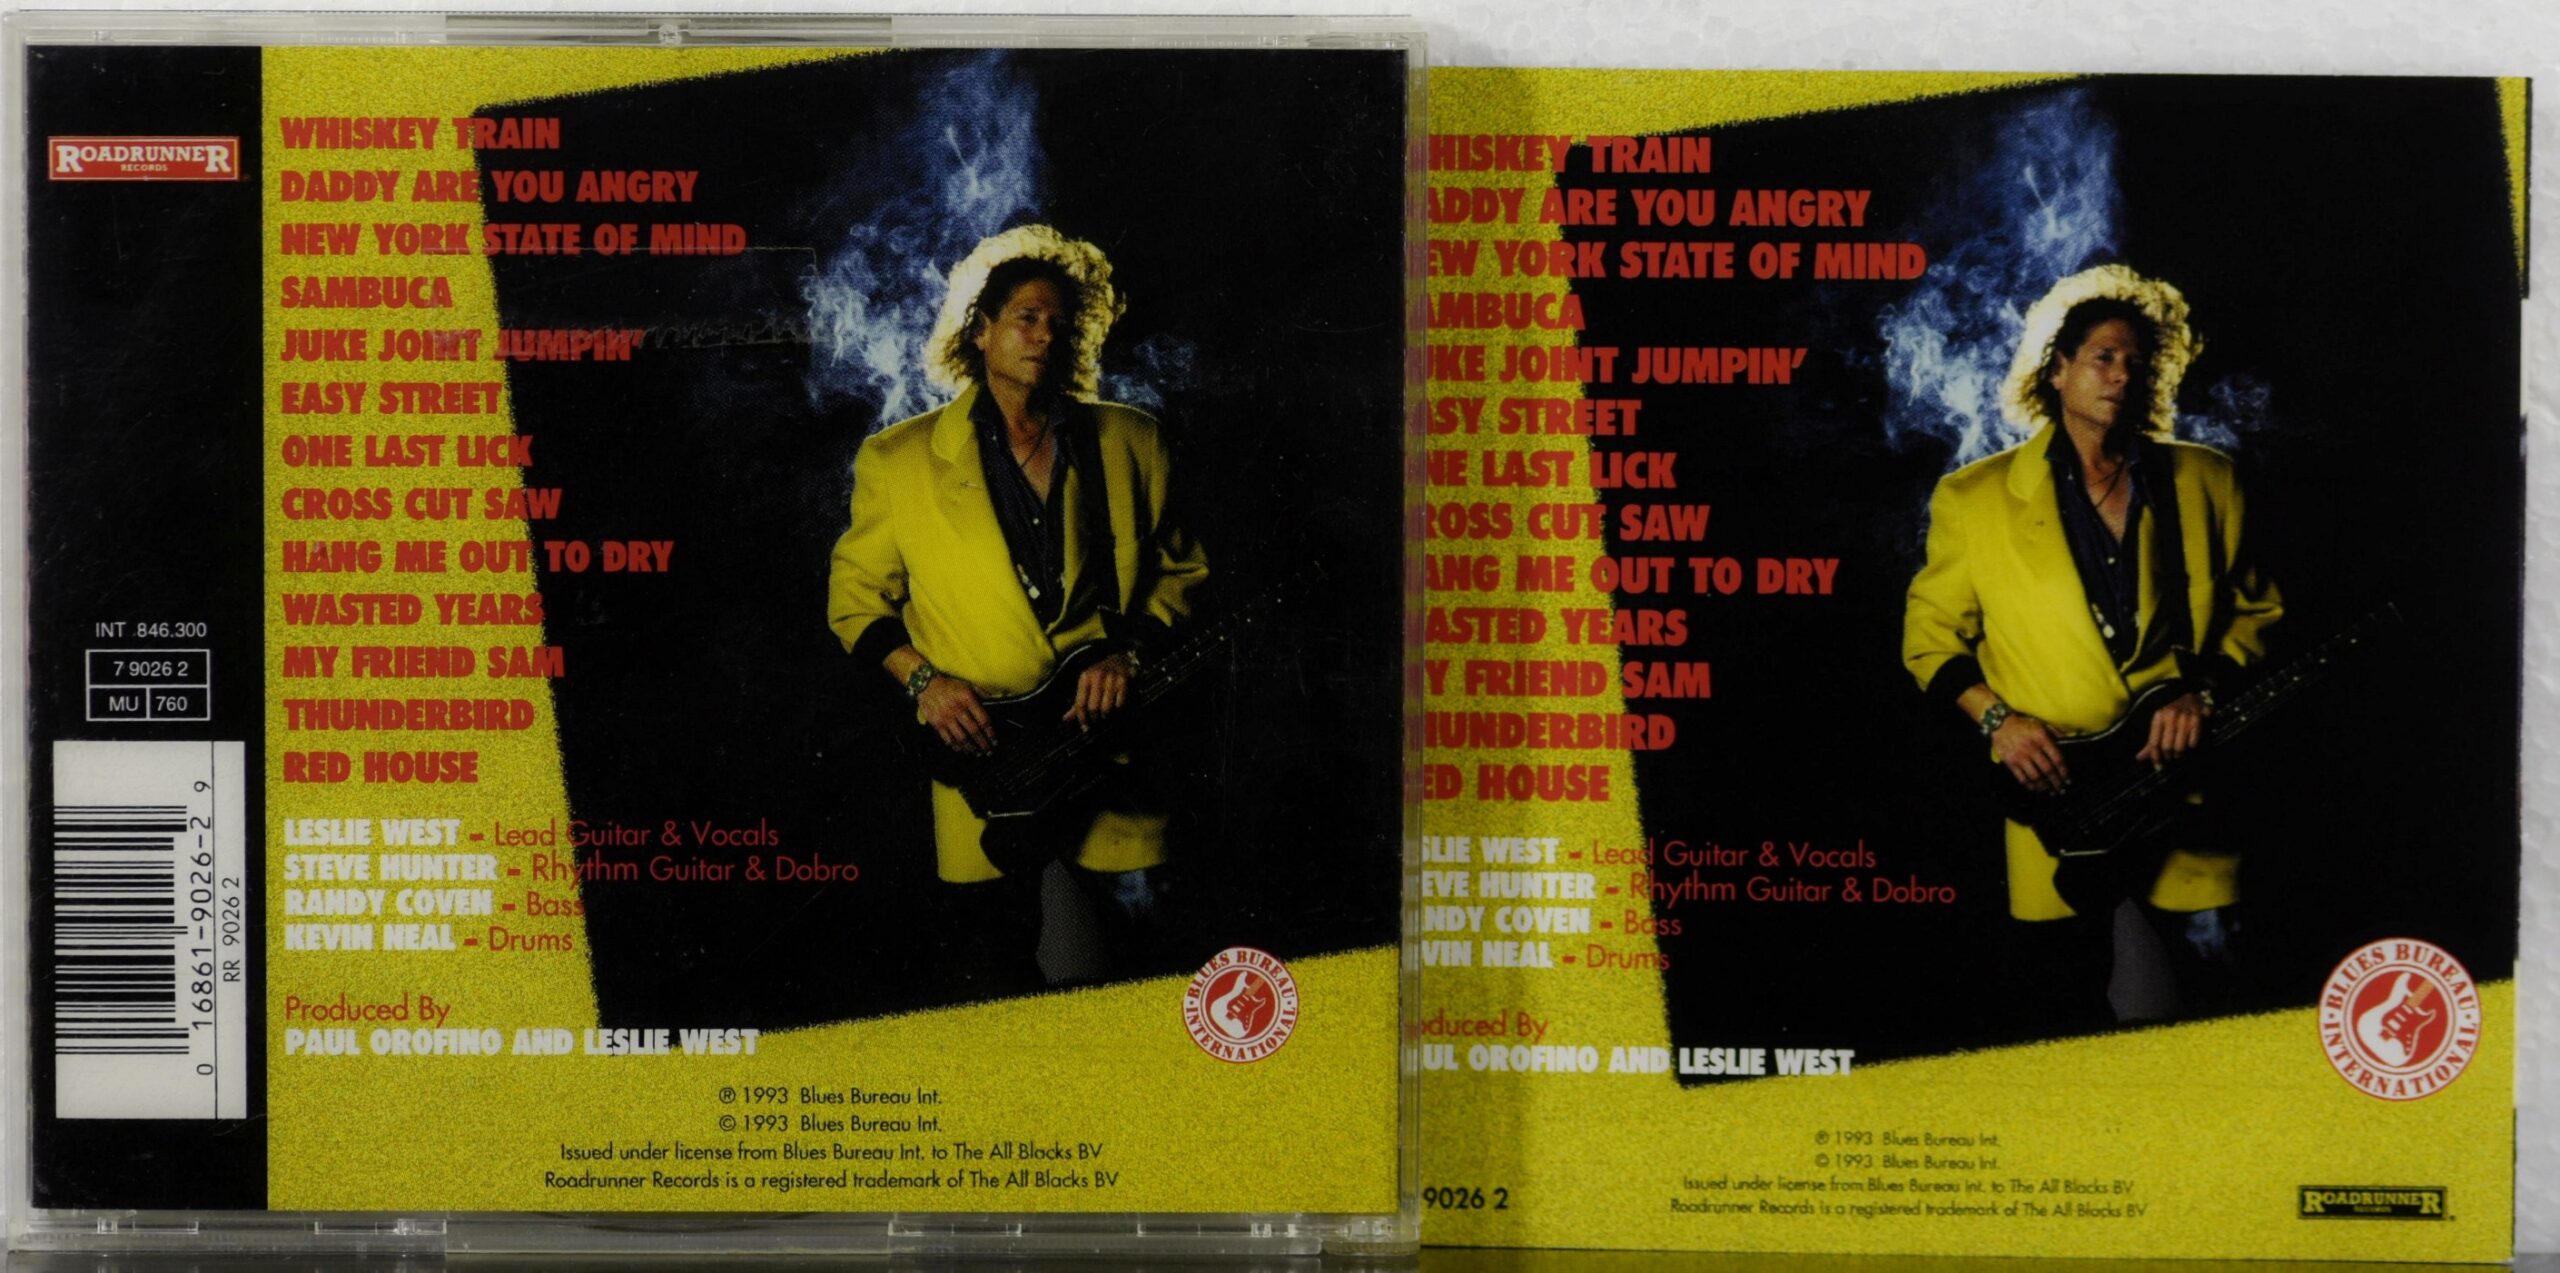 ROADRUNNER
RECORDS
INT 846.300
7 9026 2
MU 760
0 16861-9026-2 9
RR 9026 2
WHISKEY TRAIN
DADDY ARE YOU ANGRY
NEW YORK STATE OF MIND
SAMBUCA
JUKE JOINT JUMPIN'
EASY STREET
ONE LAST LICK
CROSS CUT SAW
HANG ME OUT TO DRY
WASTED YEARS
MY FRIEND SAM
THUNDERBIRD
RED HOUSE
LESLIE WEST - Lead Guitar & Vocals
STEVE HUNTER - Rhythm Guitar & Dobro
RANDY COVEN - Bass
KEVIN NEAL - Drums
Produced By
PAUL OROFINO AND LESLIE WEST
BLUES BUREAU
INTERNATIONAL
℗ 1993 Blues Bureau Int.
© 1993 Blues Bureau Int.
Issued under license from Blues Bureau Int. to The All Blacks BV
Roadrunner Records is a registered trademark of The All Blacks BV
HISKEY TRAIN
ADDY ARE YOU ANGRY
EW YORK STATE OF MIND
AMBUCA
UKE JOINT JUMPIN'
ASY STREET
NE LAST LICK
ROSS CUT SAW
ANG ME OUT TO DRY
ASTED YEARS
Y FRIEND SAM
HUNDERBIRD
ED HOUSE
SLIE WEST - Lead Guitar & Vocals
EVE HUNTER - Rhythm Guitar & Dobro
NDY COVEN - Bass
VIN NEAL - Drums
duced By
UL OROFINO AND LESLIE WEST
BLUES BUREAU
INTERNATIONAL
℗ 1993 Blues Bureau Int.
© 1993 Blues Bureau Int.
Issued under license from Blues Bureau Int. to The All Blacks BV
Roadrunner Records is a registered trademark of The All Blacks BV
9026 2
ROADRUNNER
RECORDS